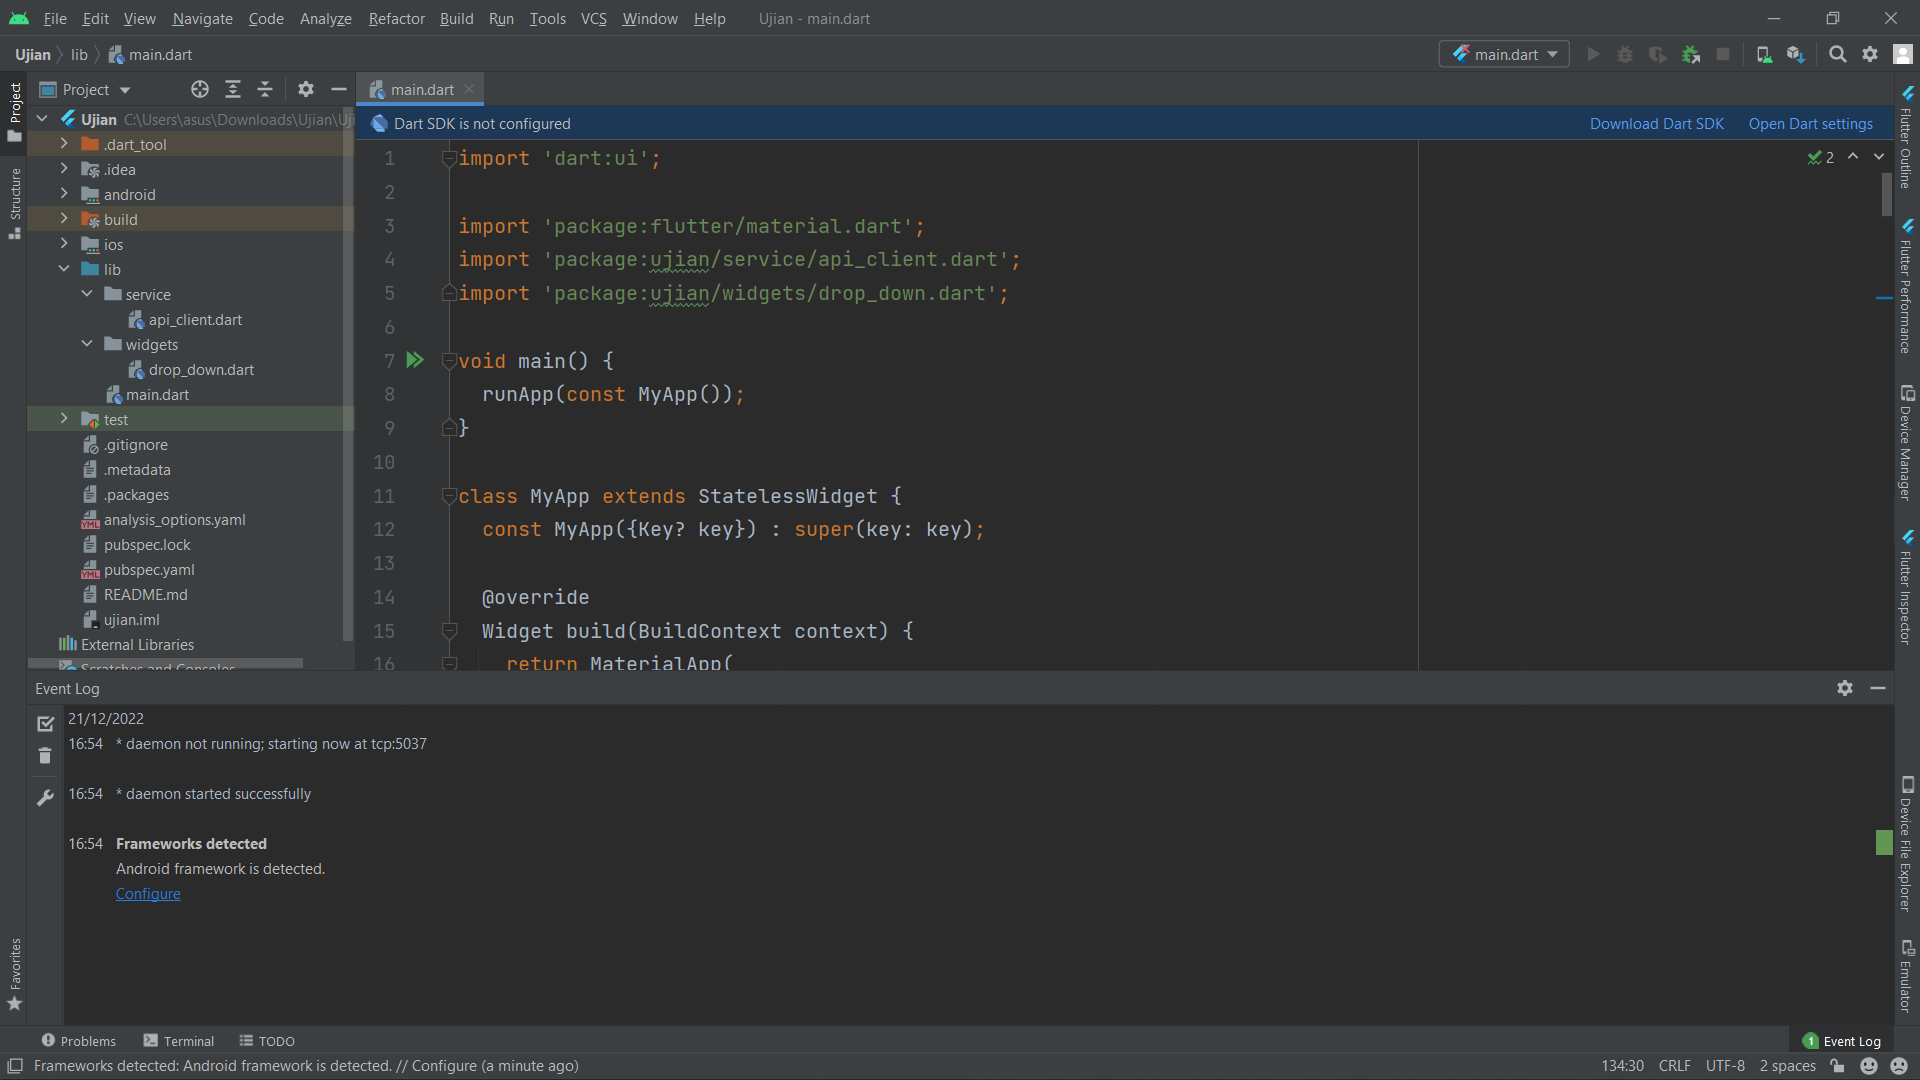 File Edit View Navigate Code Analyze Refactor Build Run Tools VCS Window Help Ujian - main.dart
Ujian lib main.dart
main.dart
Project
main.dart
Project
Structure
Favorites
Ujian C:\Users\asus\Downloads\Ujian\Uji
.dart_tool
.idea
android
build
ios
lib
service
api_client.dart
widgets
drop_down.dart
main.dart
test
.gitignore
.metadata
.packages
analysis_options.yaml
pubspec.lock
pubspec.yaml
README.md
ujian.iml
External Libraries
Scratches and Consoles
Dart SDK is not configured Download Dart SDK Open Dart settings
2
1 import 'dart:ui';
2
3 import 'package:flutter/material.dart';
4 import 'package:ujian/service/api_client.dart';
5 import 'package:ujian/widgets/drop_down.dart';
6
7 void main() {
8 runApp(const MyApp());
9 }
10
11 class MyApp extends StatelessWidget {
12 const MyApp({Key? key}) : super(key: key);
13
14 @override
15 Widget build(BuildContext context) {
16 return MaterialApp(
Flutter Outline
Flutter Performance
Device Manager
Flutter Inspector
Device File Explorer
Emulator
Event Log
21/12/2022
16:54 * daemon not running; starting now at tcp:5037
16:54 * daemon started successfully
16:54 Frameworks detected
Android framework is detected.
Configure
Problems Terminal TODO
1 Event Log
Frameworks detected: Android framework is detected. // Configure (a minute ago)
134:30 CRLF UTF-8 2 spaces